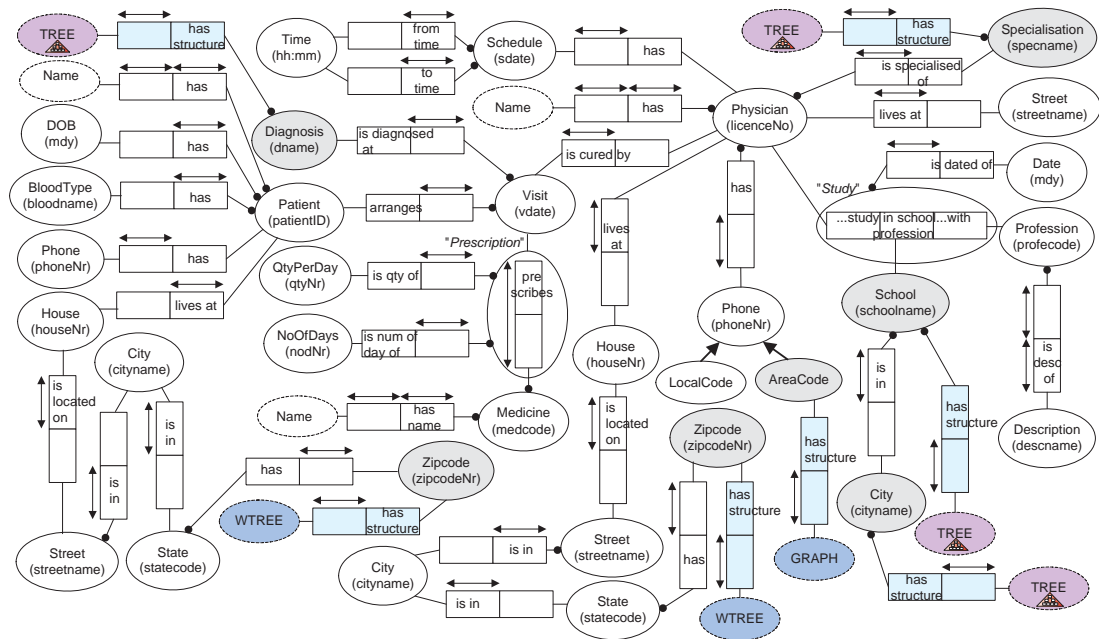 TREE
has
structure
Name
has
DOB
(mdy)
has
BloodType
(bloodname)
has
Phone
(phoneNr)
has
House
(houseNr)
lives at
Time
(hh:mm)
from
time
to
time
Schedule
(sdate)
has
Name
has
Diagnosis
(dname)
is diagnosed
at
is cured by
Patient
(patientID)
arranges
Visit
(vdate)
"Prescription"
QtyPerDay
(qtyNr)
is qty of
pre
scribes
NoOfDays
(nodNr)
is num of
day of
Name
has
name
Medicine
(medcode)
City
(cityname)
is
located
on
is in
is in
has
Zipcode
(zipcodeNr)
WTREE
has
structure
Street
(streetname)
State
(statecode)
TREE
has
structure
Specialisation
(specname)
is specialised
of
Physician
(licenceNo)
lives at
Street
(streetname)
is dated of
Date
(mdy)
"Study"
...study in school...with
profession
Profession
(profecode)
has
lives at
Phone
(phoneNr)
School
(schoolname)
House
(houseNr)
LocalCode
AreaCode
is in
is
desc
of
has structure
is
located
on
Zipcode
(zipcodeNr)
has
structure
Description
(descname)
has
structure
City
(cityname)
has
City
(cityname)
is in
Street
(streetname)
is in
State
(statecode)
GRAPH
WTREE
TREE
has
structure
TREE